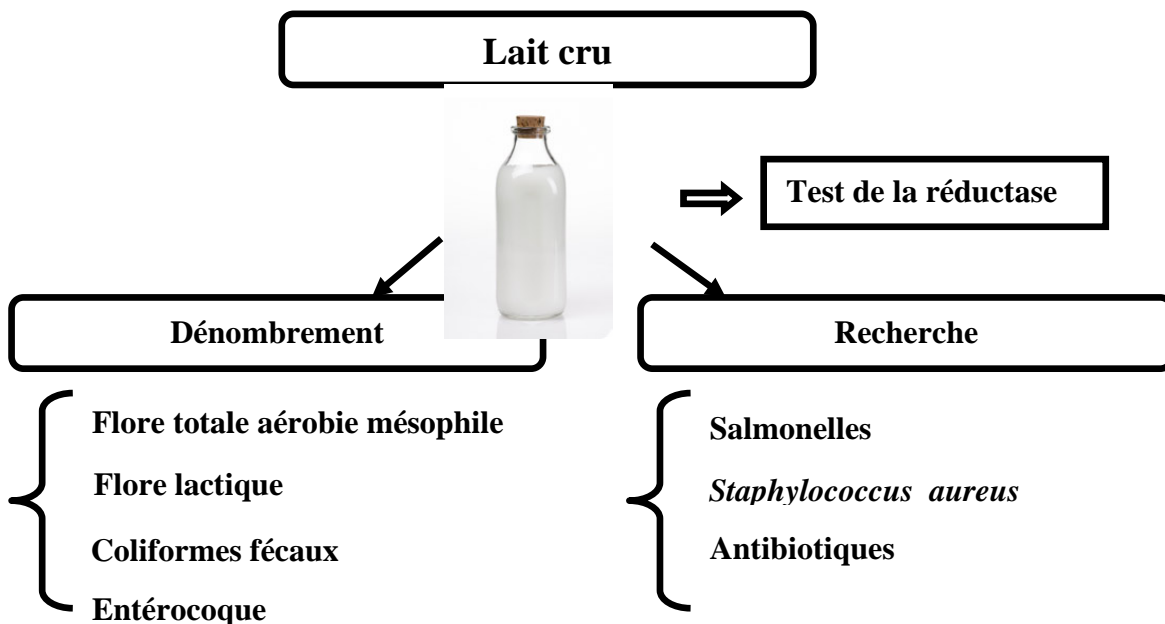 Lait cru
Test de la réductase
Dénombrement
Recherche
Flore totale aérobie mésophile
Flore lactique
Coliformes fécaux
Entérocoque
Salmonelles
Staphylococcus aureus
Antibiotiques